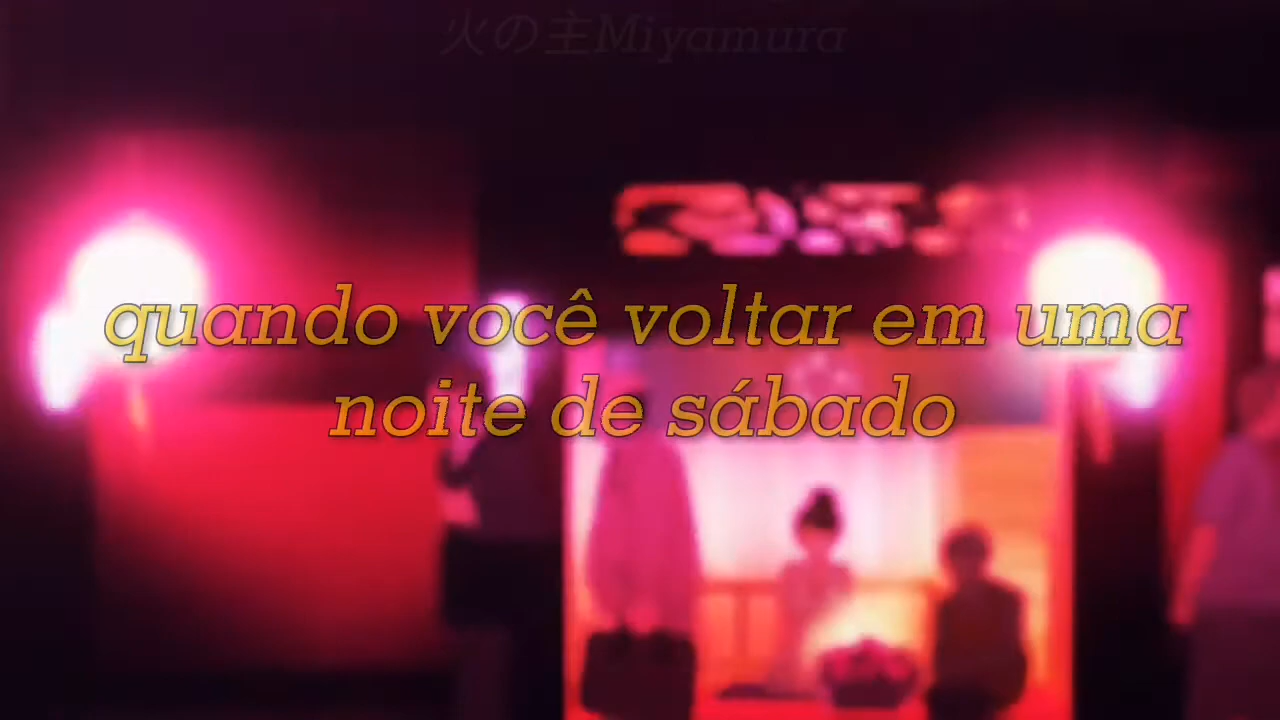 火の主Miyamura
quando você voltar em uma
noite de sábado